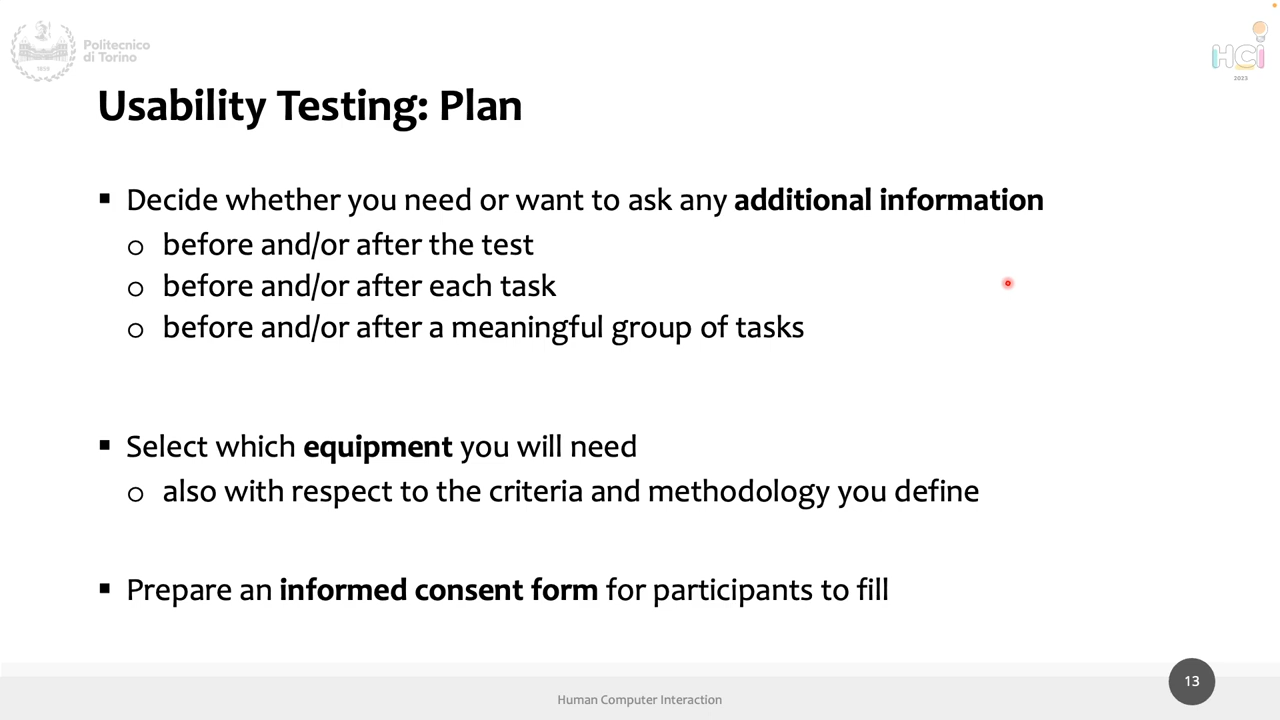 Politecnico
di Torino
1859
HCI
2023
Usability Testing: Plan
▪ Decide whether you need or want to ask any additional information
o before and/or after the test
o before and/or after each task
o before and/or after a meaningful group of tasks
▪ Select which equipment you will need
o also with respect to the criteria and methodology you define
▪ Prepare an informed consent form for participants to fill
Human Computer Interaction
13